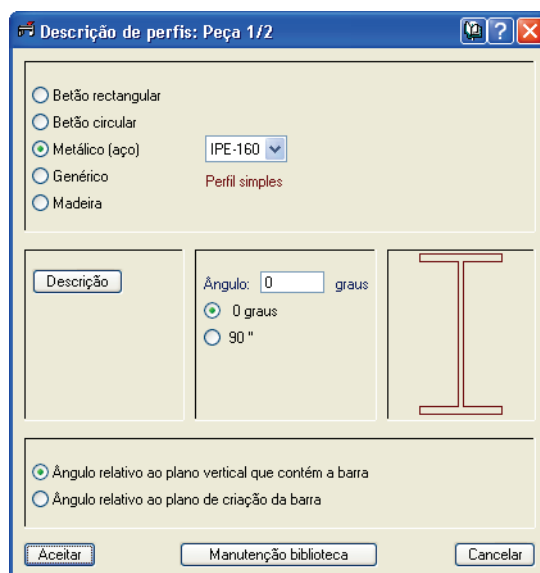 Descrição de perfis: Peça 1/2
Betão rectangular
Betão circular
Metálico (aço)
IPE-160
Genérico
Perfil simples
Madeira
Descrição
Ângulo: 0 graus
0 graus
90 "
Ângulo relativo ao plano vertical que contém a barra
Ângulo relativo ao plano de criação da barra
Aceitar
Manutenção biblioteca
Cancelar